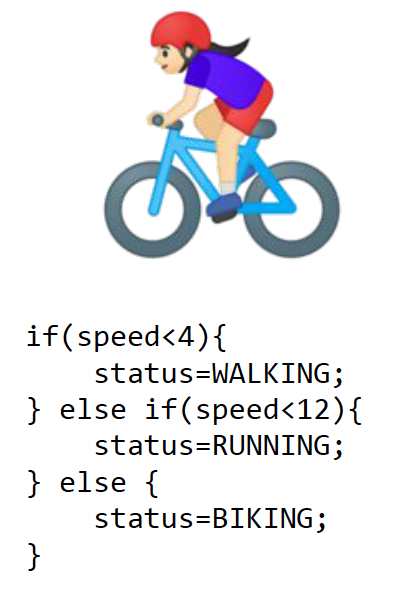 if(speed<4){
    status=WALKING;
} else if(speed<12){
    status=RUNNING;
} else {
    status=BIKING;
}